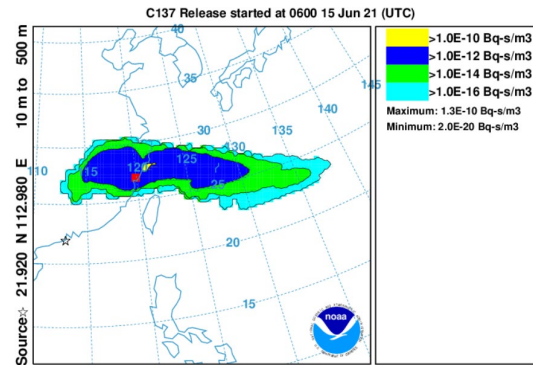 C137 Release started at 0600 15 Jun 21 (UTC)
Source☆ 21.920 N 112.980 E 10 m to 500 m
>1.0E-10 Bq-s/m3
>1.0E-12 Bq-s/m3
>1.0E-14 Bq-s/m3
>1.0E-16 Bq-s/m3
Maximum: 1.3E-10 Bq-s/m3
Minimum: 2.0E-20 Bq-s/m3
40
35
145
140
135
30
130
125
110
15
25
20
15
noaa